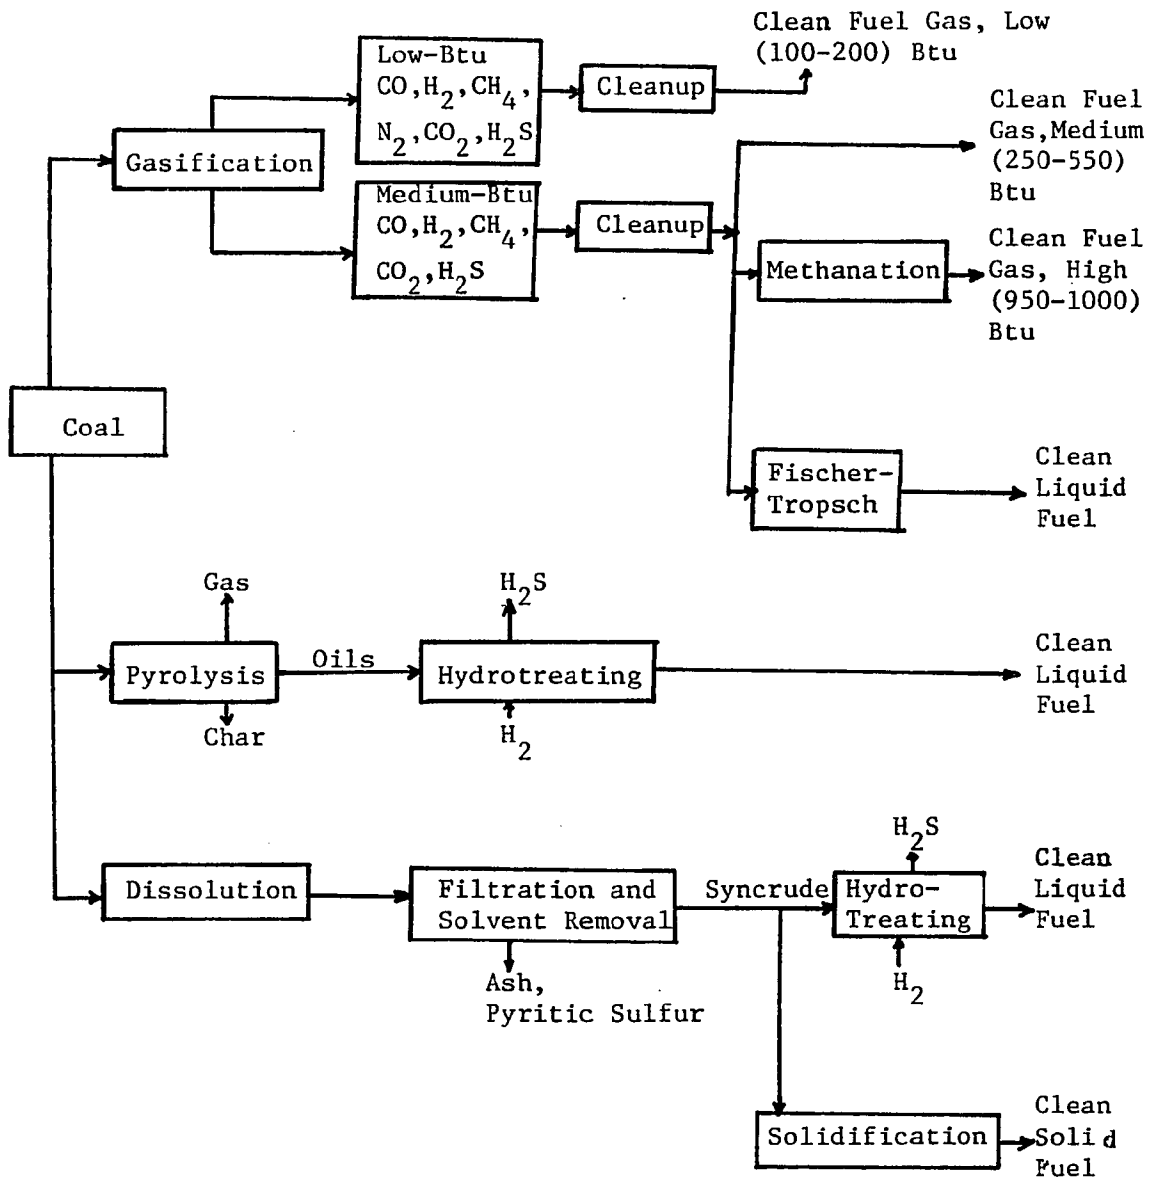 Clean Fuel Gas, Low
(100-200) Btu
Low-Btu
CO,H2,CH4,
N2,CO2,H2S
Cleanup
Gasification
Clean Fuel
Gas,Medium
(250-550)
Btu
Medium-Btu
CO,H2,CH4,
CO2,H2S
Cleanup
Methanation
Clean Fuel
Gas, High
(950-1000)
Btu
Coal
Fischer-
Tropsch
Clean
Liquid
Fuel
Gas
H2S
Pyrolysis
Oils
Hydrotreating
Clean
Liquid
Fuel
Char
H2
Dissolution
Filtration and
Solvent Removal
Syncrude
H2S
Hydro-
Treating
Clean
Liquid
Fuel
Ash,
Pyritic Sulfur
H2
Solidification
Clean
Solid
Fuel